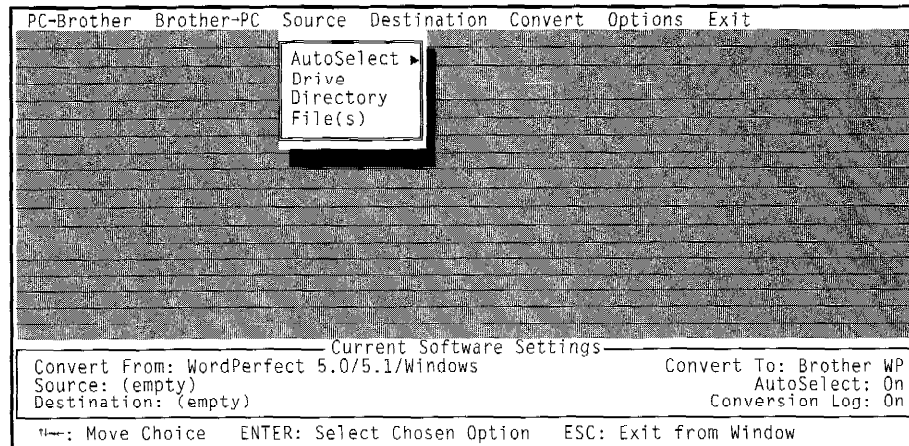 PC-Brother Brother→PC Source Destination Convert Options Exit
AutoSelect ►
Drive
Directory
File(s)
Current Software Settings
Convert From: WordPerfect 5.0/5.1/Windows
Convert To: Brother WP
Source: (empty)
AutoSelect: On
Destination: (empty)
Conversion Log: On
↑↓←→: Move Choice ENTER: Select Chosen Option ESC: Exit from Window